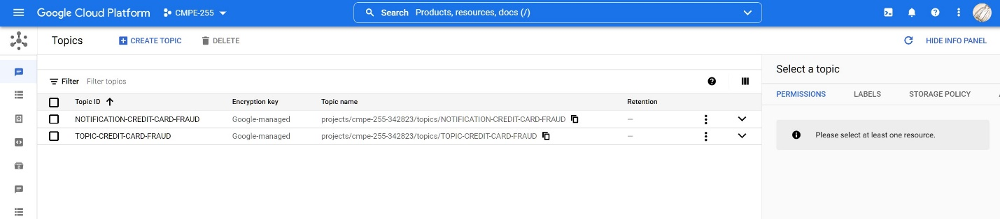 Google Cloud Platform CMPE-255 Search Products, resources, docs (/)
Topics CREATE TOPIC DELETE HIDE INFO PANEL
Select a topic
Filter Filter topics
PERMISSIONS LABELS STORAGE POLICY
Topic ID Encryption key Topic name Retention
NOTIFICATION-CREDIT-CARD-FRAUD Google-managed projects/cmpe-255-342823/topics/NOTIFICATION-CREDIT-CARD-FRAUD —
TOPIC-CREDIT-CARD-FRAUD Google-managed projects/cmpe-255-342823/topics/TOPIC-CREDIT-CARD-FRAUD —
Please select at least one resource.